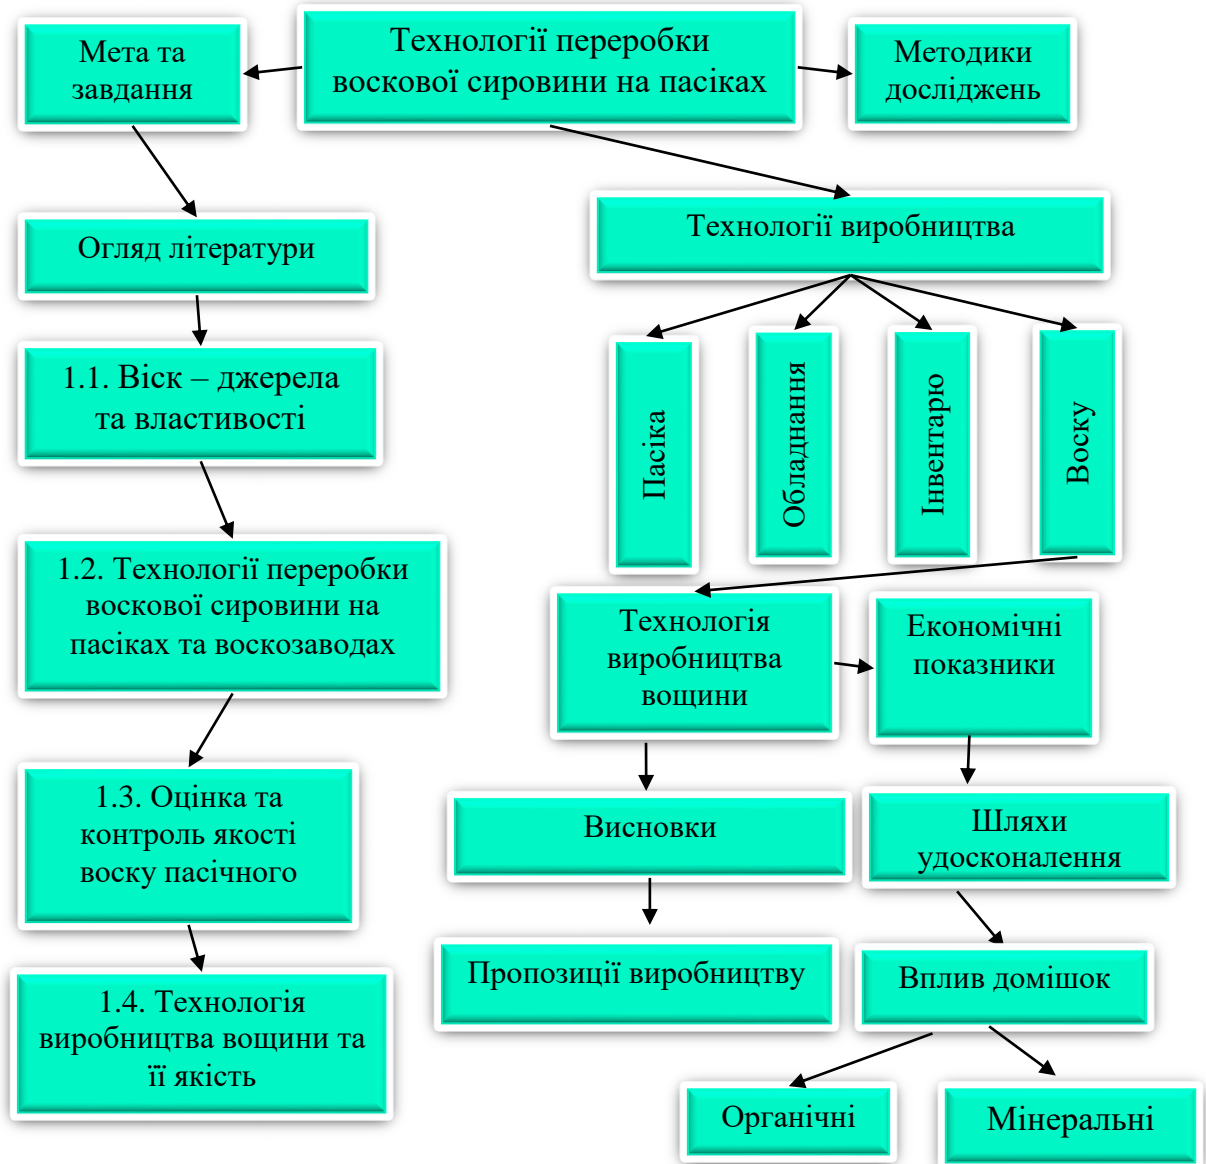 Мета та
завдання
Технології переробки
воскової сировини на пасіках
Методики
досліджень
Огляд літератури
Технології виробництва
1.1. Віск – джерела
та властивості
Пасіка
Обладнання
Інвентарю
Воску
1.2. Технології переробки
воскової сировини на
пасіках та воскозаводах
Технологія
виробництва
вощини
Економічні
показники
1.3. Оцінка та
контроль якості
воску пасічного
Висновки
Шляхи
удосконалення
1.4. Технологія
виробництва вощини та
її якість
Пропозиції виробництву
Вплив домішок
Органічні
Мінеральні